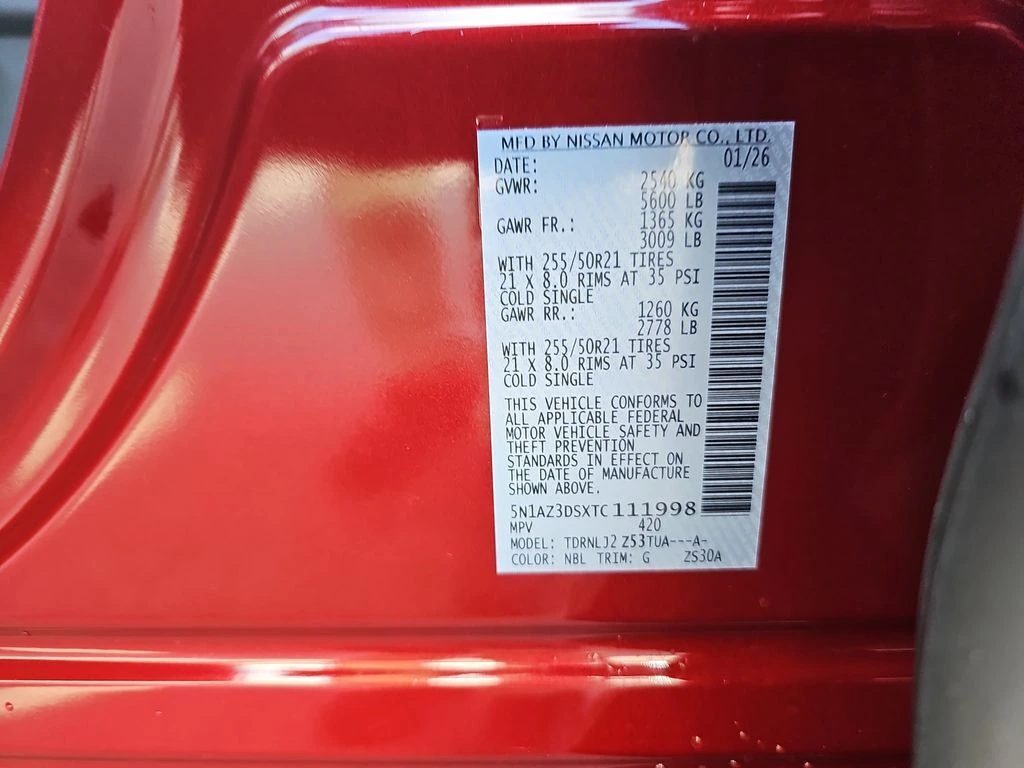 MFD BY NISSAN MOTOR CO., LTD.
DATE: 01/26
GVWR: 2540 KG
5600 LB
GAWR FR.: 1365 KG
3009 LB
WITH 255/50R21 TIRES
21 X 8.0 RIMS AT 35 PSI
COLD SINGLE
GAWR RR.: 1260 KG
2778 LB
WITH 255/50R21 TIRES
21 X 8.0 RIMS AT 35 PSI
COLD SINGLE
THIS VEHICLE CONFORMS TO
ALL APPLICABLE FEDERAL
MOTOR VEHICLE SAFETY AND
THEFT PREVENTION
STANDARDS IN EFFECT ON
THE DATE OF MANUFACTURE
SHOWN ABOVE.
5N1AZ3DSXTC111998
MPV 420
MODEL: TDRNLJ2 Z53TUA---A-
COLOR: NBL TRIM: G ZS30A